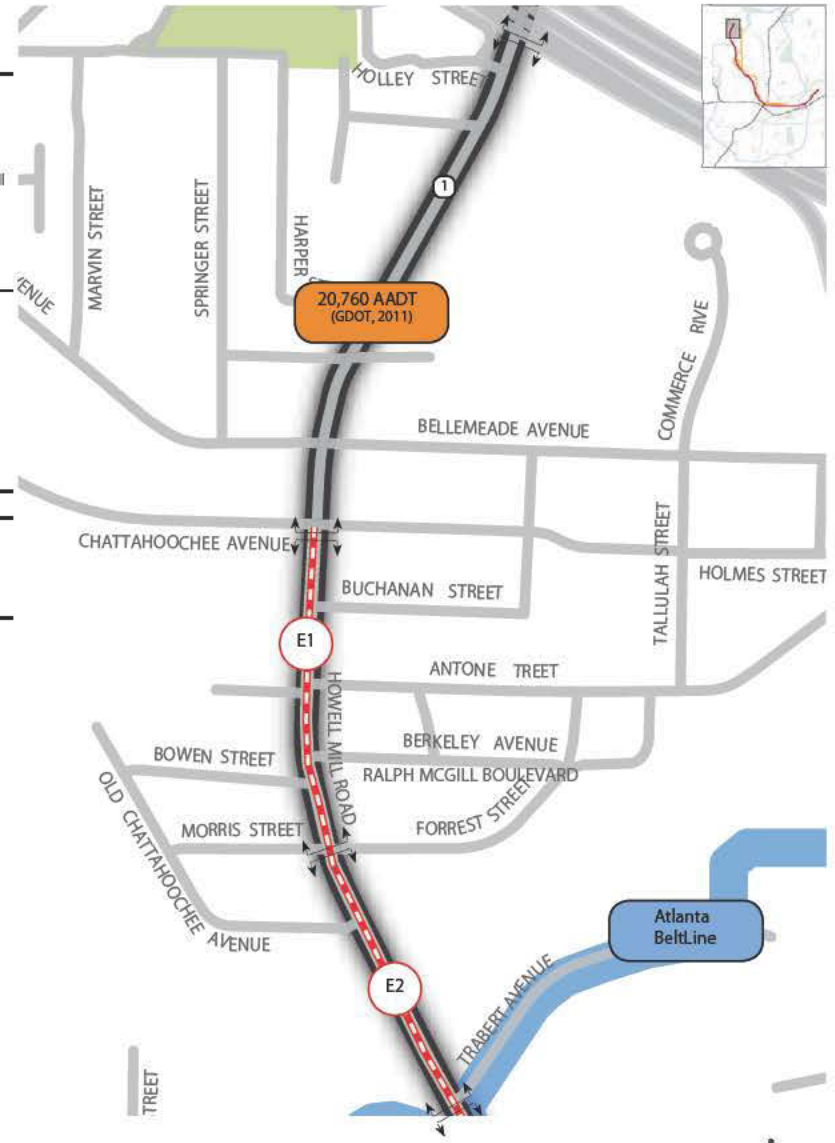 HOLLEY STREET
1
MARVIN STREET
SPRINGER STREET
HARPER
VENUE
20,760 AADT
(GDOT, 2011)
COMMERCE RIVE
BELLEMEADE AVENUE
CHATTAHOOCHEE AVENUE
TALLULAH STREET
HOLMES STREET
BUCHANAN STREET
E1
ANTONE TREET
HOWELL MILL ROAD
BERKELEY AVENUE
BOWEN STREET
RALPH MCGILL BOULEVARD
OLD CHATTAHOOCHEE AVENUE
MORRIS STREET
FORREST STREET
Atlanta
BeltLine
E2
TRABERT AVENUE
TREET